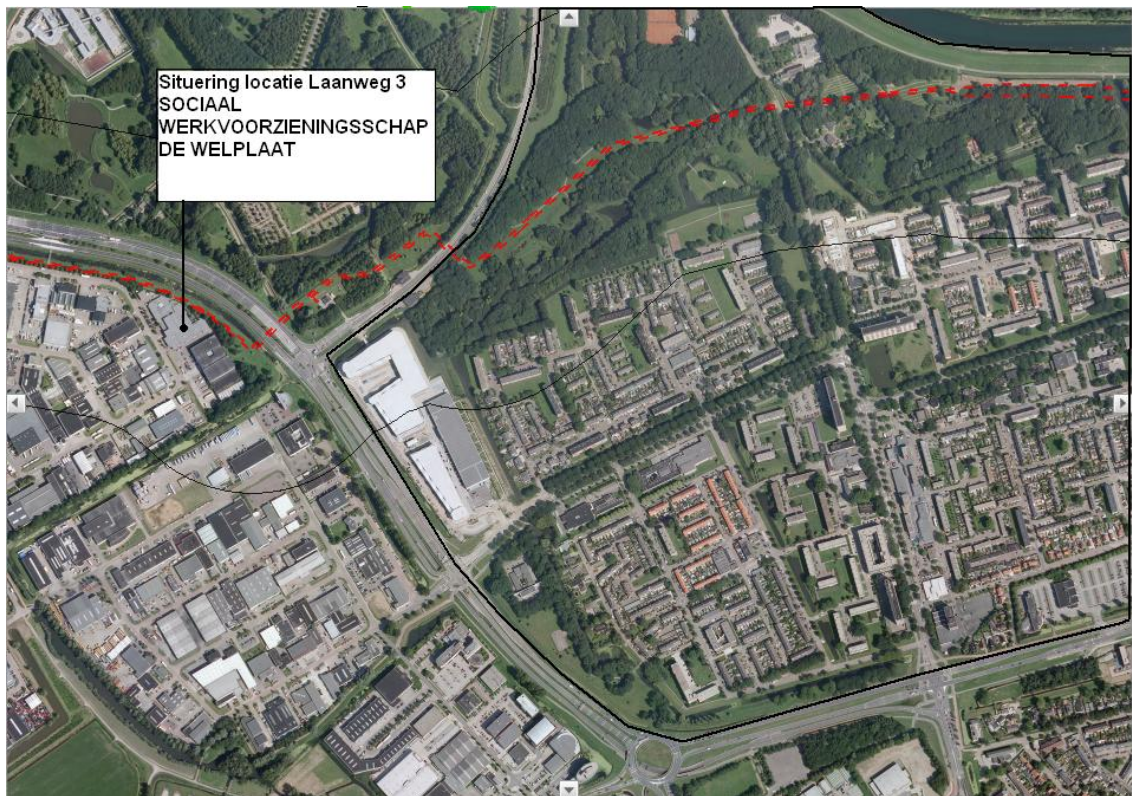 Situering locatie Laanweg 3
SOCIAAL
WERKVOORZIENINGSSCHAP
DE WELPLAAT